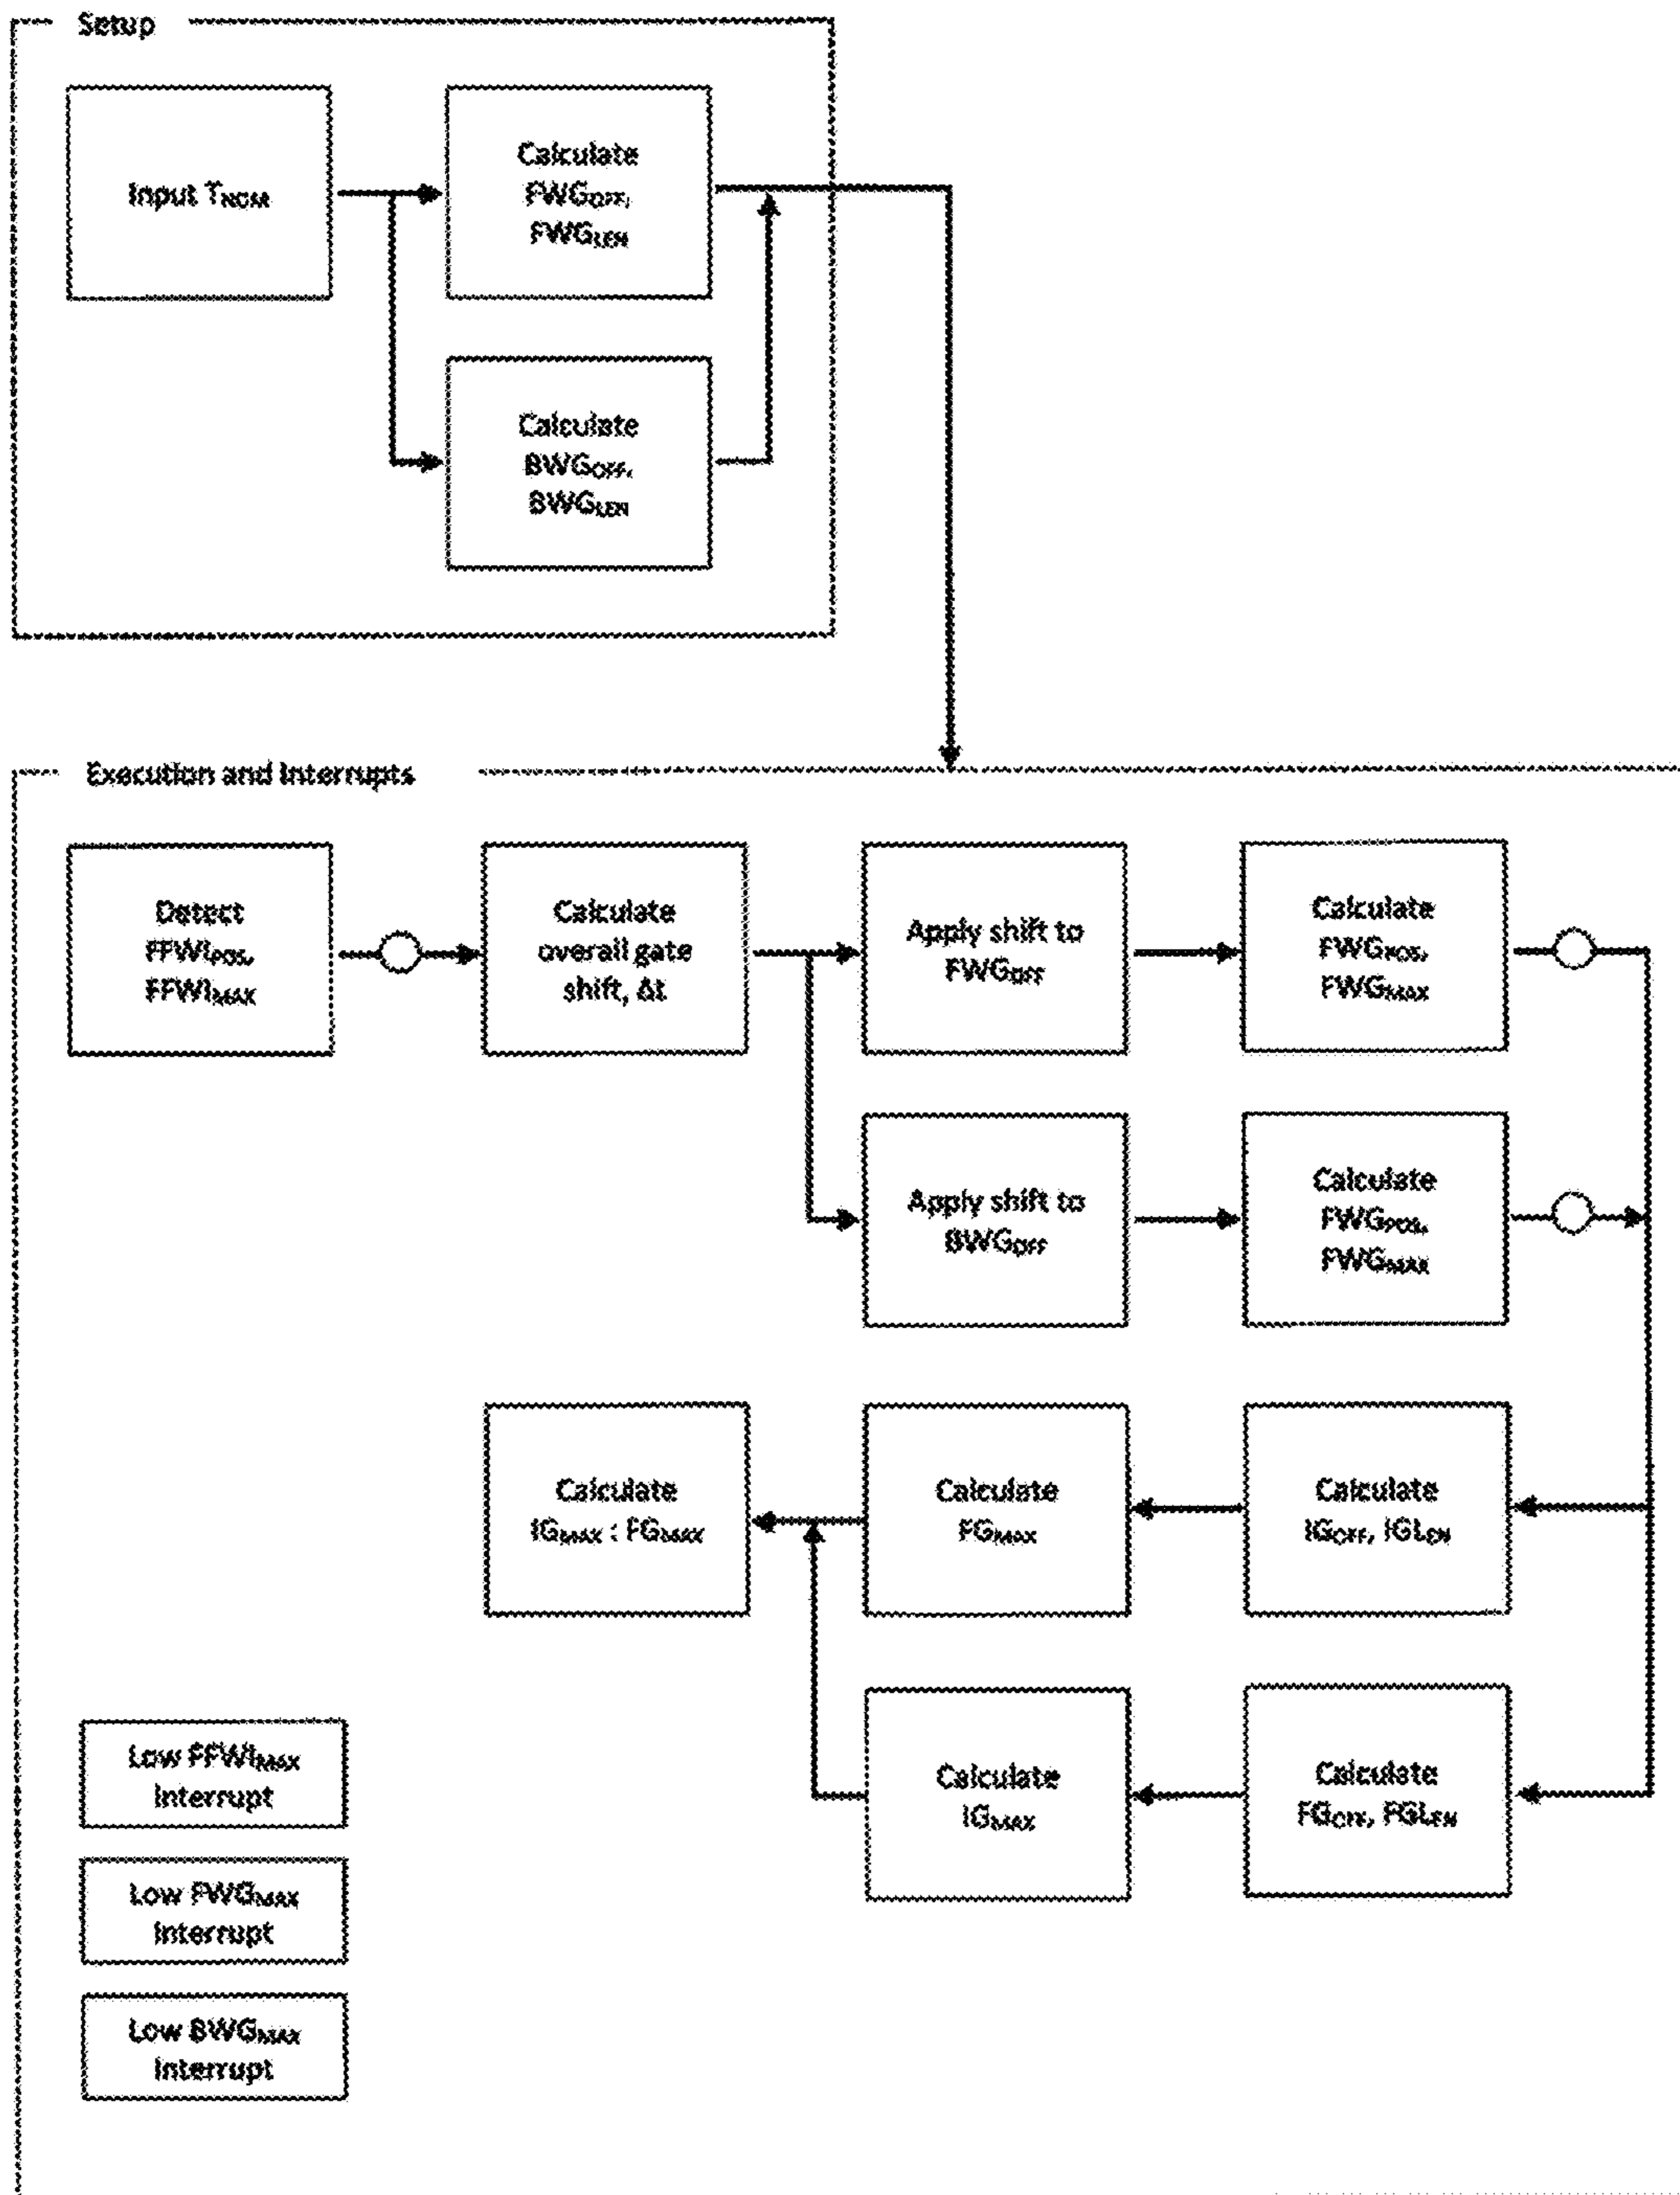 Setup
Input TNOM
Calculate
FWGOFF,
FWGLEN
Calculate
BWGOFF,
BWGLEN
Execution and Interrupts
Detect
FFWIPOS,
FFWIMAX
Calculate
overall gate
shift, Δt
Apply shift to
FWGOFF
Calculate
FWGPOS,
FWGMAX
Apply shift to
BWGOFF
Calculate
FWGPOS,
FWGMAX
Calculate
IGMAX : FGMAX
Calculate
FGMAX
Calculate
IGOFF, IGLEN
Calculate
IGMAX
Calculate
FGOFF, FGLEN
Low FFWIMAX
Interrupt
Low FWGMAX
Interrupt
Low BWGMAX
Interrupt